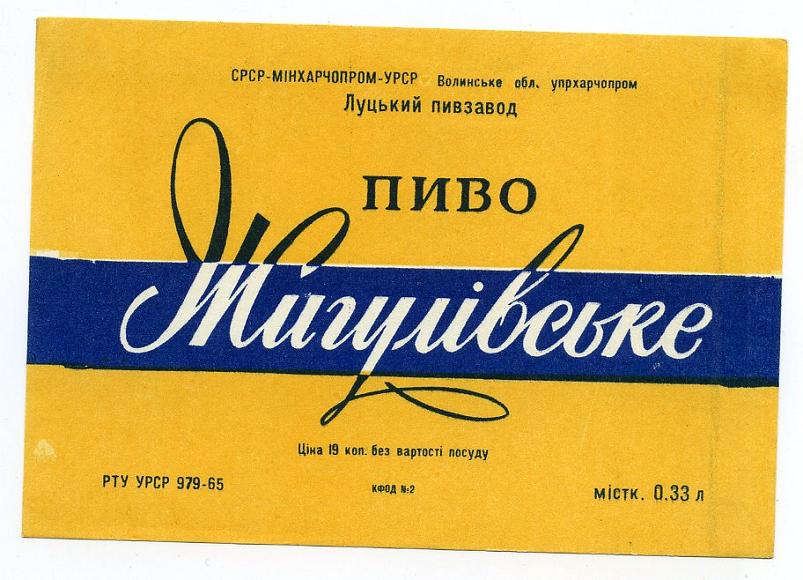 СРСР-МІНХАРЧОПРОМ-УРСР Волинське обл. упрхарчопром
Луцький пивзавод
ПИВО
Жигулівське
Ціна 19 коп. без вартості посуду
РТУ УРСР 979-65 КФОД №2 містк. 0.33 л